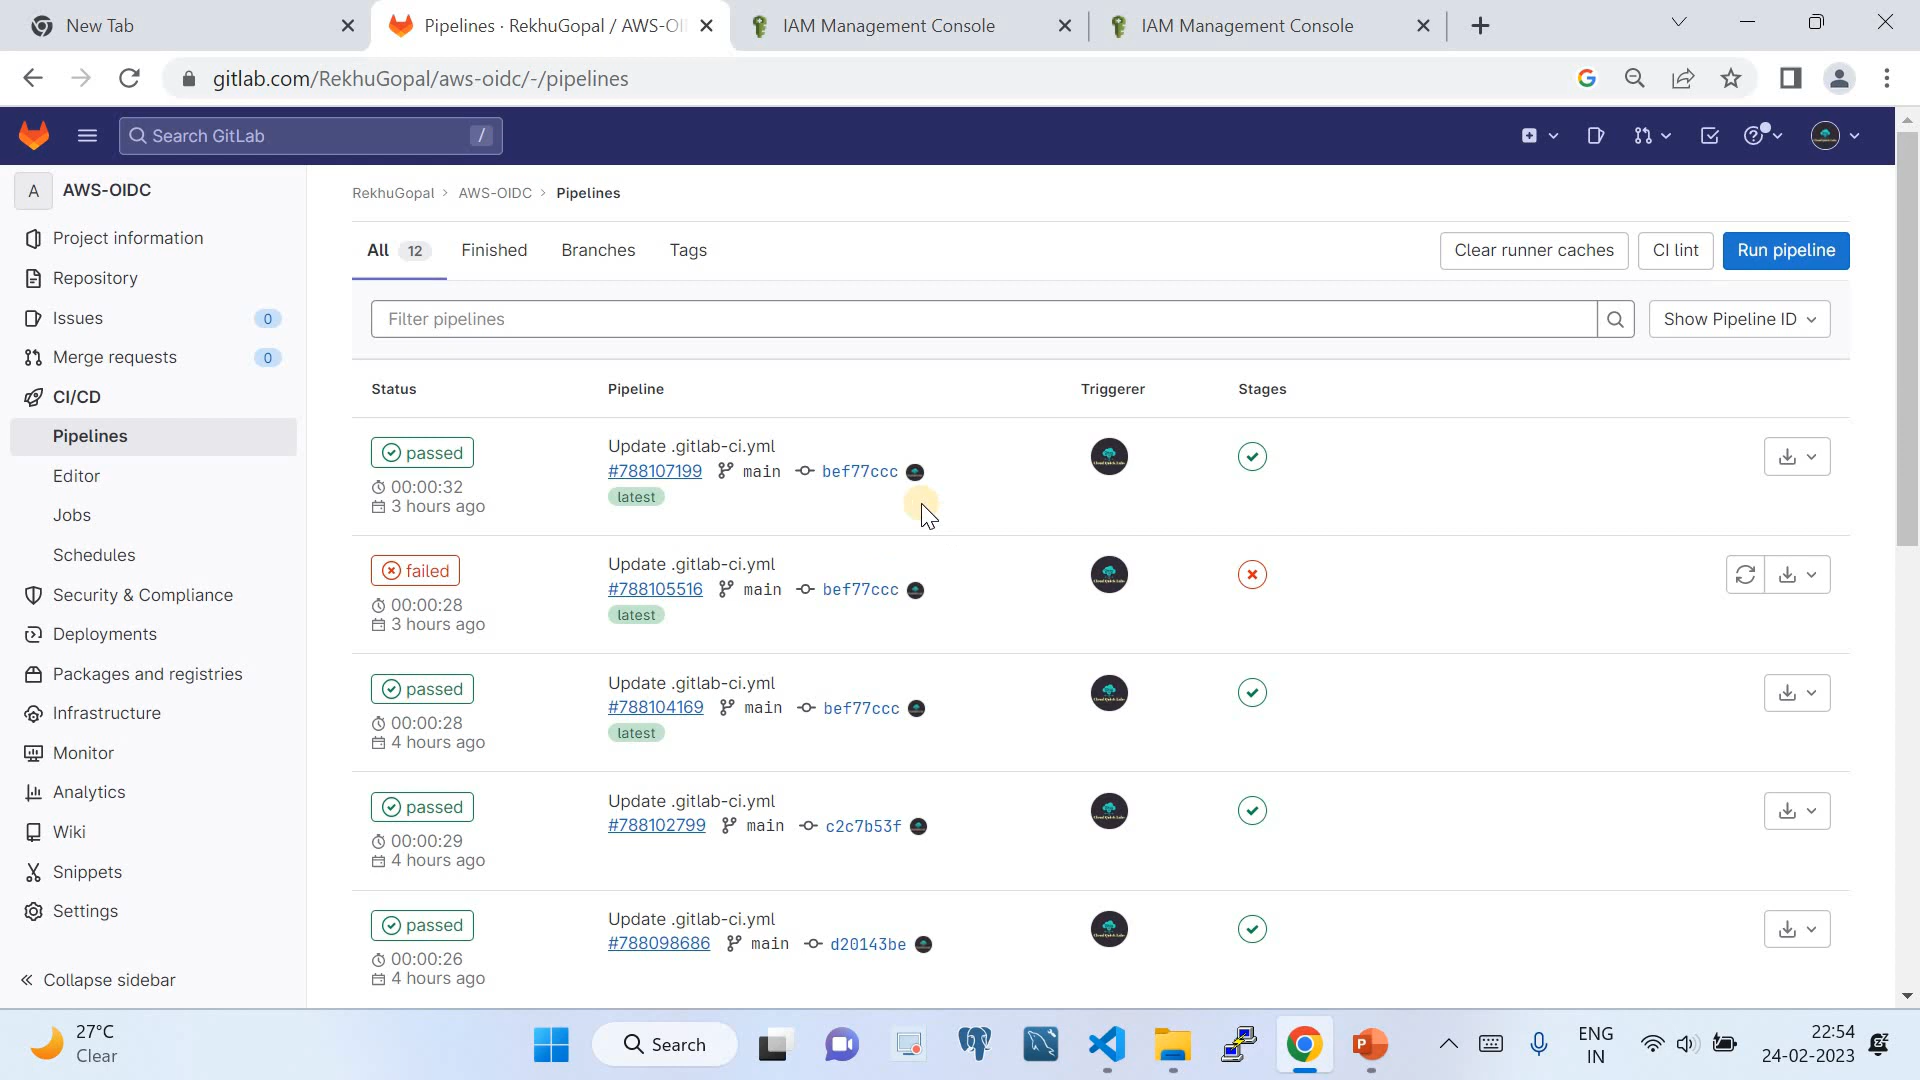 New Tab
Pipelines · RekhuGopal / AWS-OI
IAM Management Console
IAM Management Console
gitlab.com/RekhuGopal/aws-oidc/-/pipelines
Search GitLab /
A AWS-OIDC
Project information
Repository
Issues 0
Merge requests 0
CI/CD
Pipelines
Editor
Jobs
Schedules
Security & Compliance
Deployments
Packages and registries
Infrastructure
Monitor
Analytics
Wiki
Snippets
Settings
Collapse sidebar
RekhuGopal > AWS-OIDC > Pipelines
All 12 Finished Branches Tags
Clear runner caches CI lint Run pipeline
Filter pipelines Show Pipeline ID
Status Pipeline Triggerer Stages
passed
00:00:32
3 hours ago
Update .gitlab-ci.yml
#788107199 main bef77ccc
latest
failed
00:00:28
3 hours ago
Update .gitlab-ci.yml
#788105516 main bef77ccc
latest
passed
00:00:28
4 hours ago
Update .gitlab-ci.yml
#788104169 main bef77ccc
latest
passed
00:00:29
4 hours ago
Update .gitlab-ci.yml
#788102799 main c2c7b53f
passed
00:00:26
4 hours ago
Update .gitlab-ci.yml
#788098686 main d20143be
27°C
Clear
Search
ENG
IN
22:54
24-02-2023